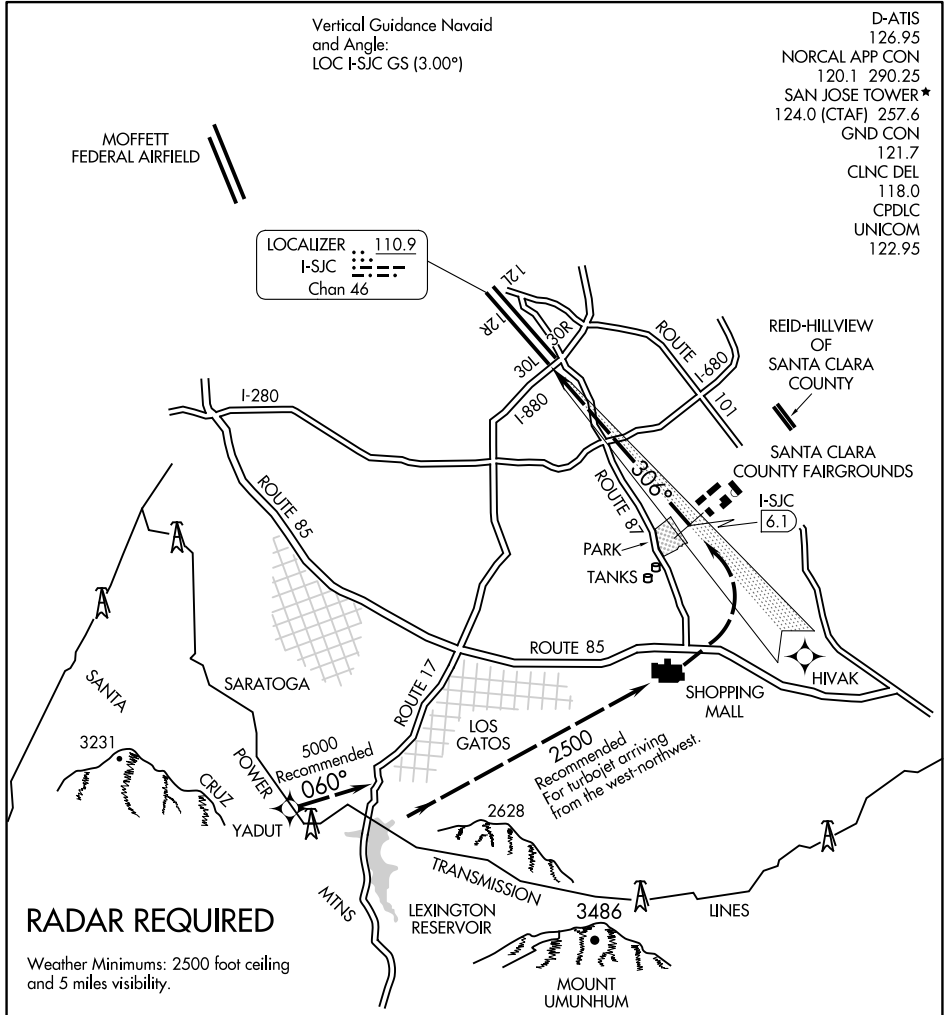 Vertical Guidance Navaid
and Angle:
LOC I-SJC GS (3.00°)
D-ATIS
126.95
NORCAL APP CON
120.1 290.25
SAN JOSE TOWER★
124.0 (CTAF) 257.6
GND CON
121.7
CLNC DEL
118.0
CPDLC
UNICOM
122.95
MOFFETT
FEDERAL AIRFIELD
LOCALIZER 110.9
I-SJC
Chan 46
12L
12R
30R
30L
ROUTE
101
I-680
I-880
I-280
REID-HILLVIEW
OF
SANTA CLARA
COUNTY
SANTA CLARA
COUNTY FAIRGROUNDS
306°
I-SJC
6.1
ROUTE 85
ROUTE 87
PARK
TANKS
ROUTE 85
HIVAK
SHOPPING
MALL
ROUTE 17
SARATOGA
LOS
GATOS
SANTA
CRUZ
MTNS
3231
POWER
TRANSMISSION
LINES
5000
Recommended
060°
YADUT
2500
Recommended
For turbojet arriving
from the west-northwest.
2628
LEXINGTON
RESERVOIR
3486
MOUNT
UMUNHUM
RADAR REQUIRED
Weather Minimums: 2500 foot ceiling
and 5 miles visibility.